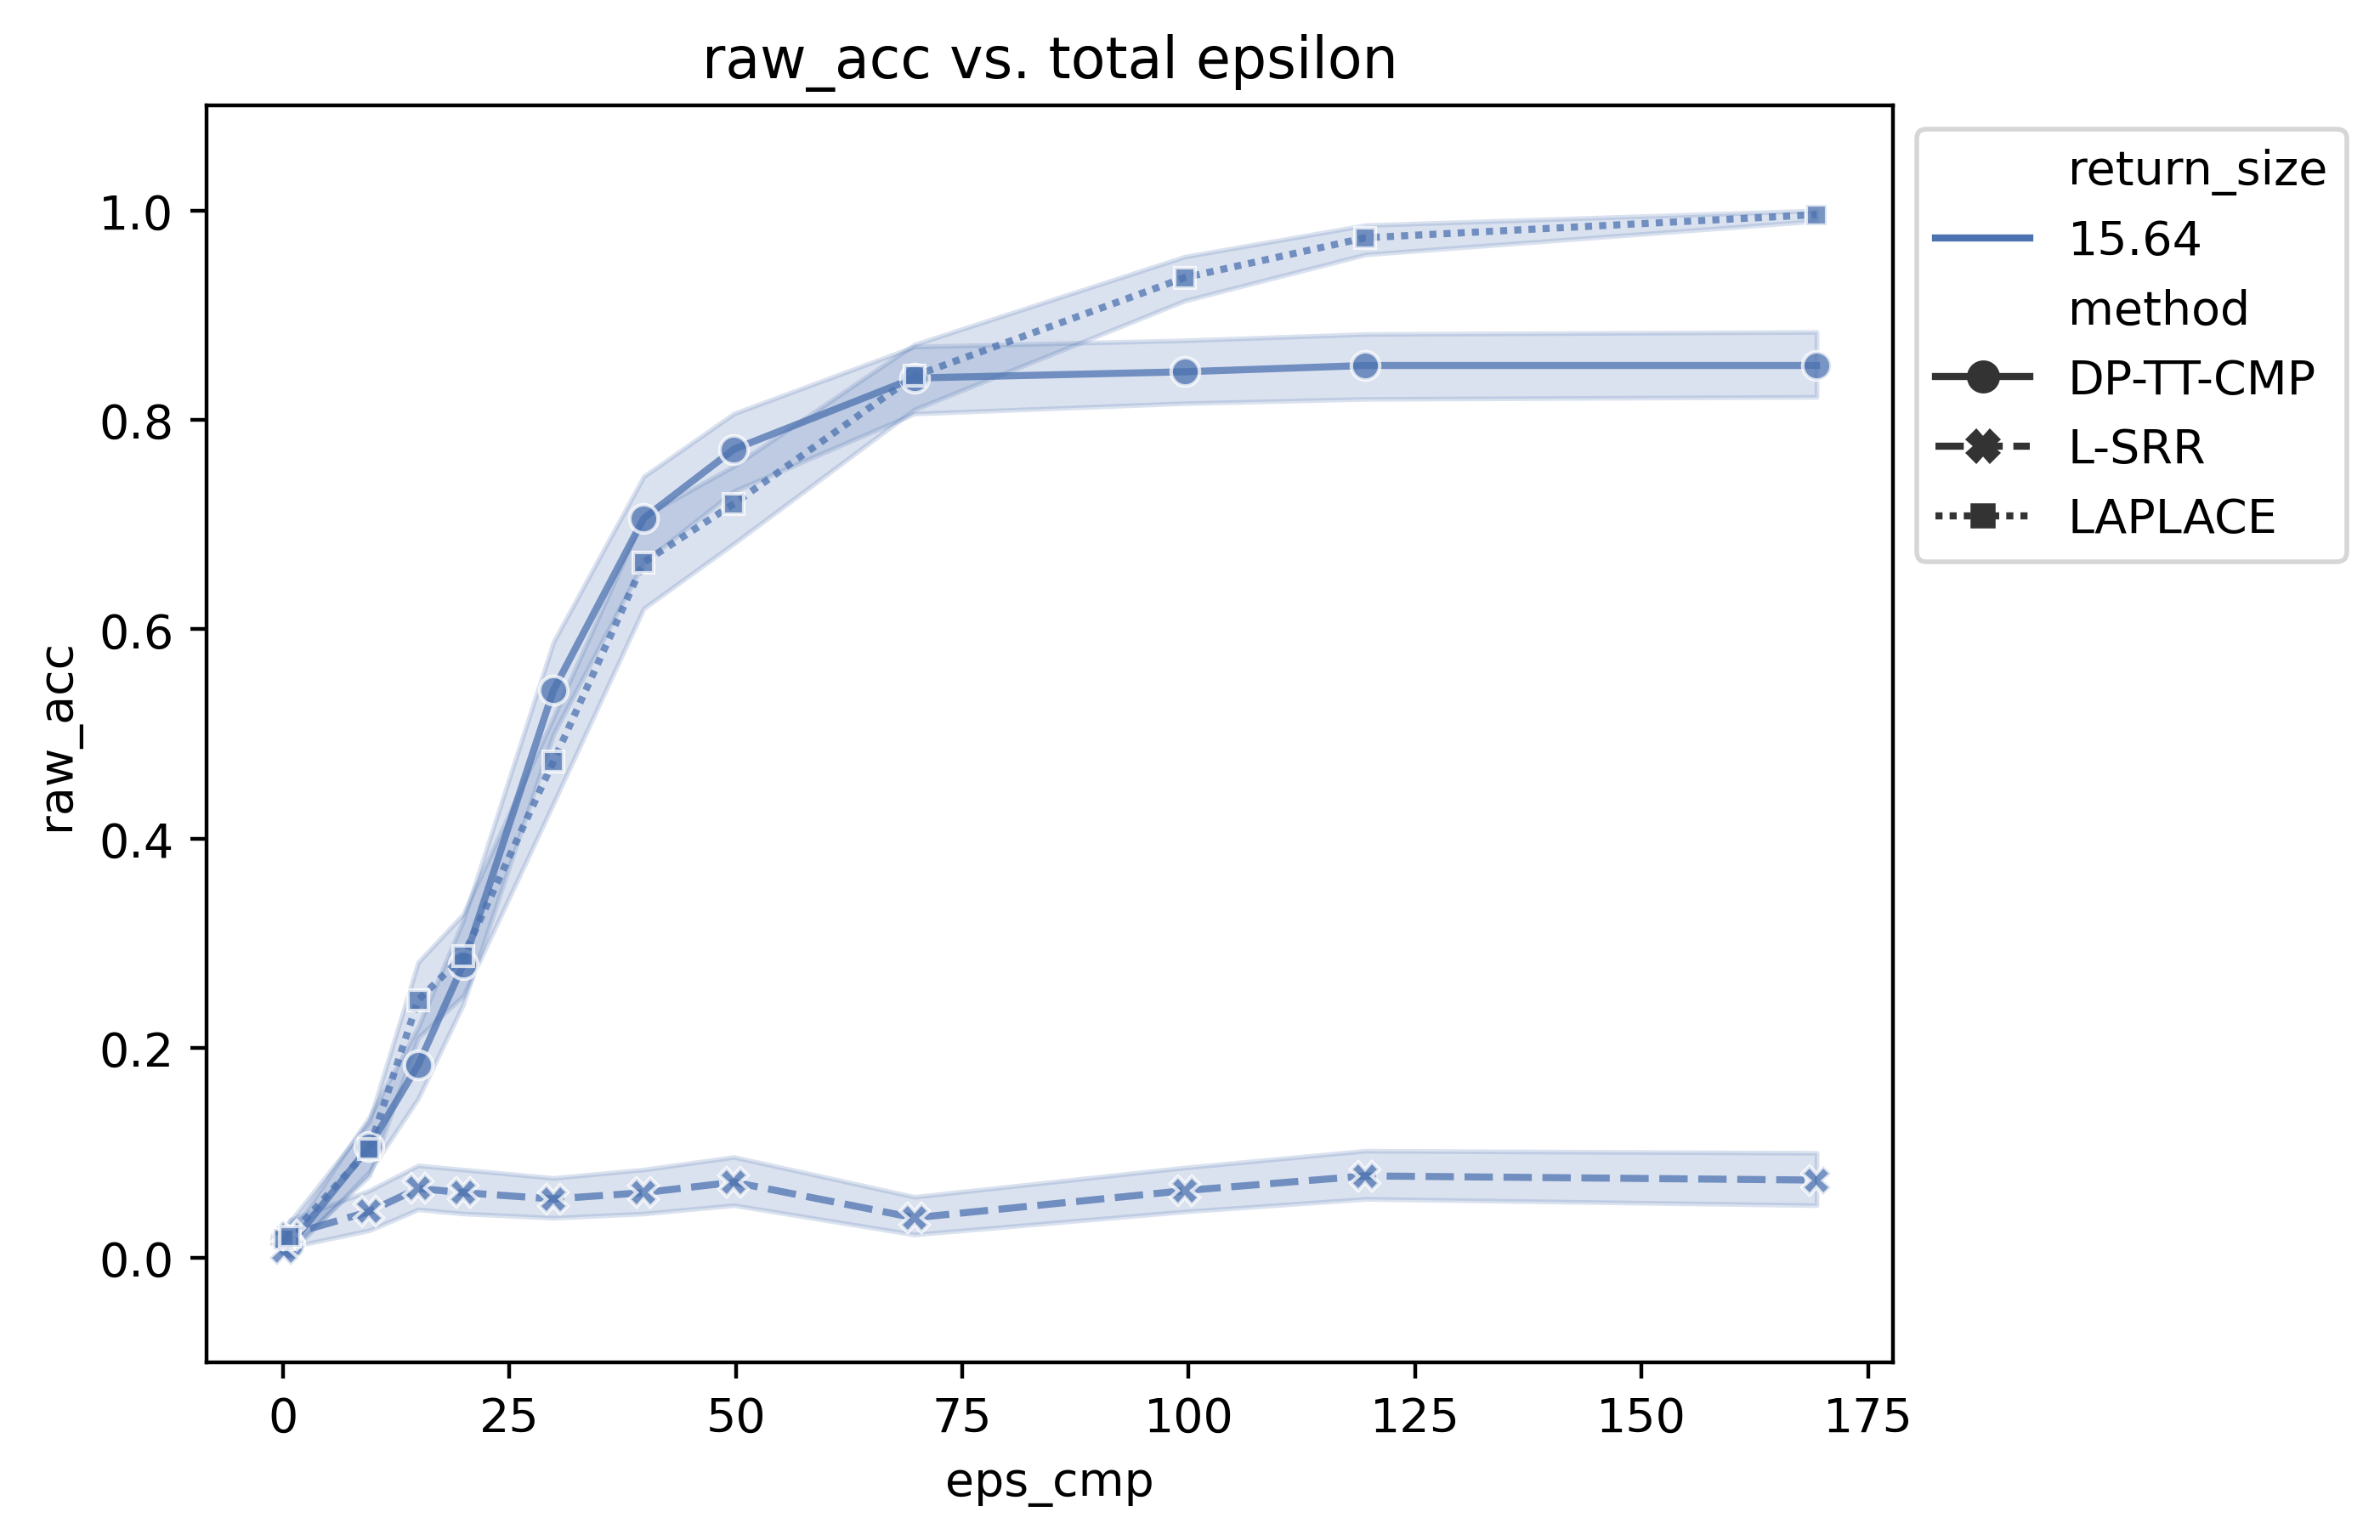 raw_acc vs. total epsilon
raw_acc
1.0
0.8
0.6
0.4
0.2
0.0
0 25 50 75 100 125 150 175
eps_cmp
return_size
15.64
method
DP-TT-CMP
L-SRR
LAPLACE